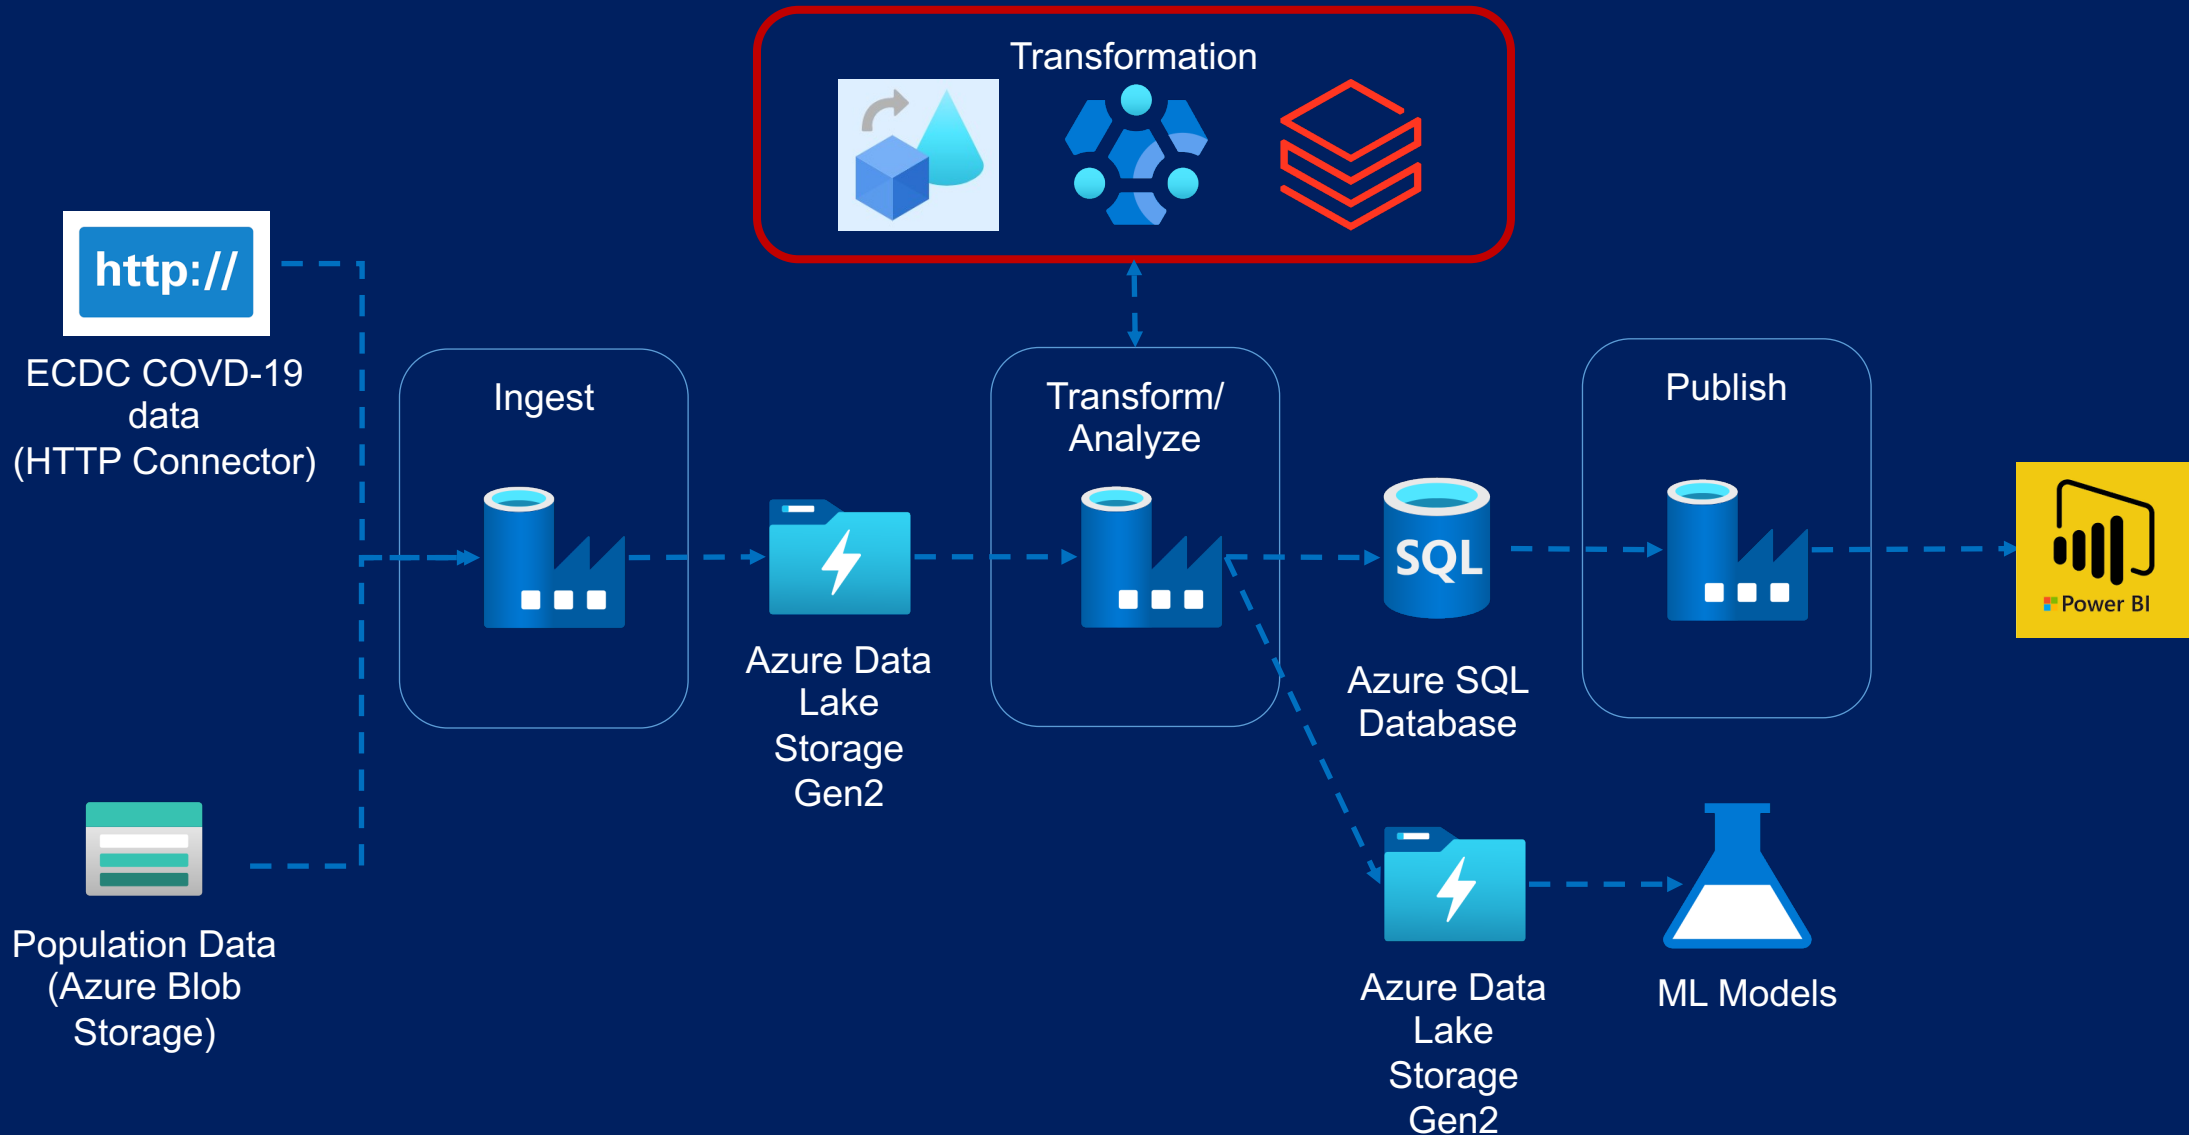 Transformation
http://
ECDC COVD-19
data
(HTTP Connector)
Ingest
Transform/
Analyze
Publish
SQL
Power BI
Azure Data
Lake
Storage
Gen2
Azure SQL
Database
Population Data
(Azure Blob
Storage)
Azure Data
Lake
Storage
Gen2
ML Models